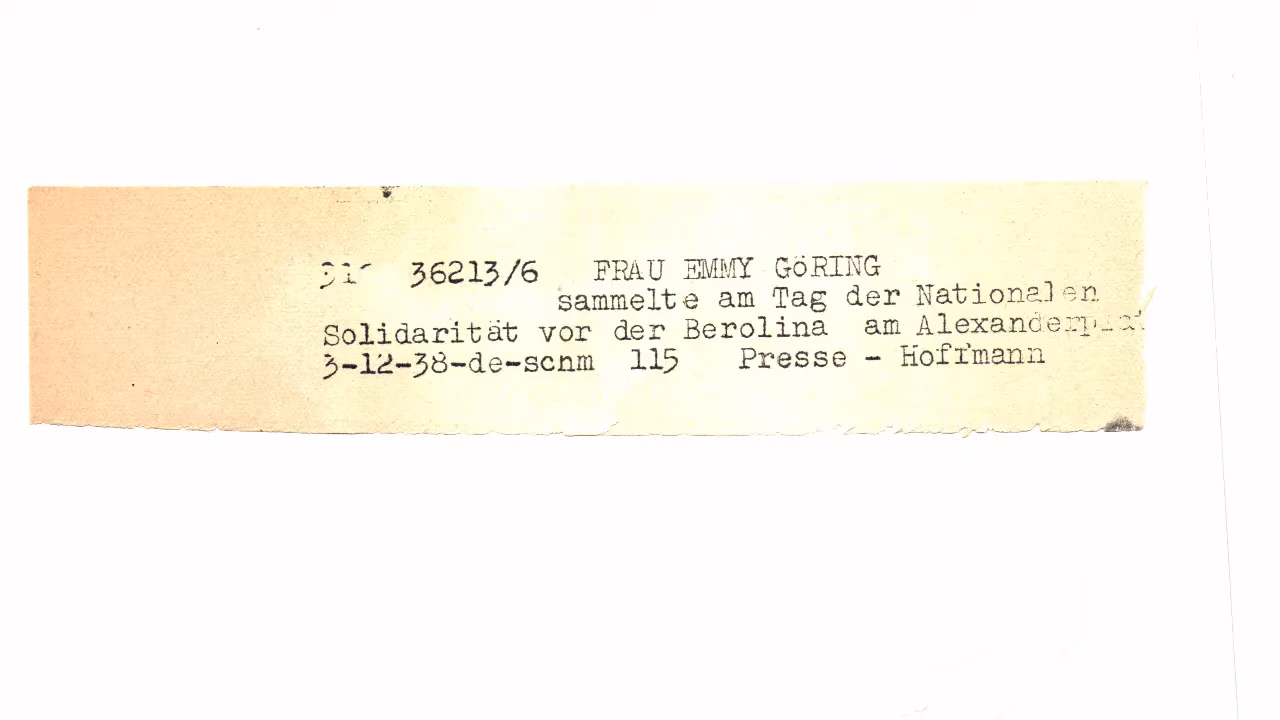 36213/6 FRAU EMMY GöRING
sammelte am Tag der Nationalen
Solidarität vor der Berolina am
3-12-38-de-schm 115 Presse - Hoffmann